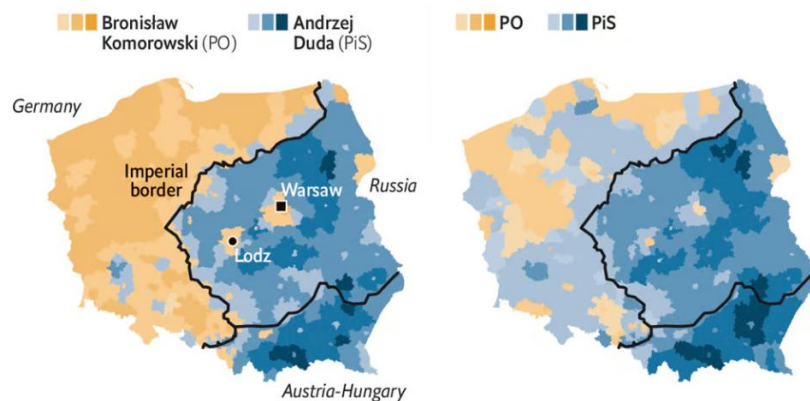 Bronisław
Komorowski (PO)
Andrzej
Duda (PiS)
PO
PiS
Germany
Imperial
border
Warsaw
Russia
Lodz
Austria-Hungary